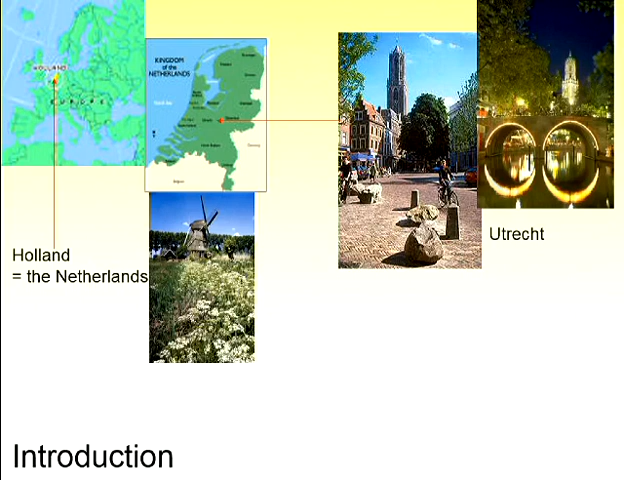 HOLLAND
EUROPE
KINGDOM
of the
NETHERLANDS
Holland
= the Netherlands
Utrecht
Introduction